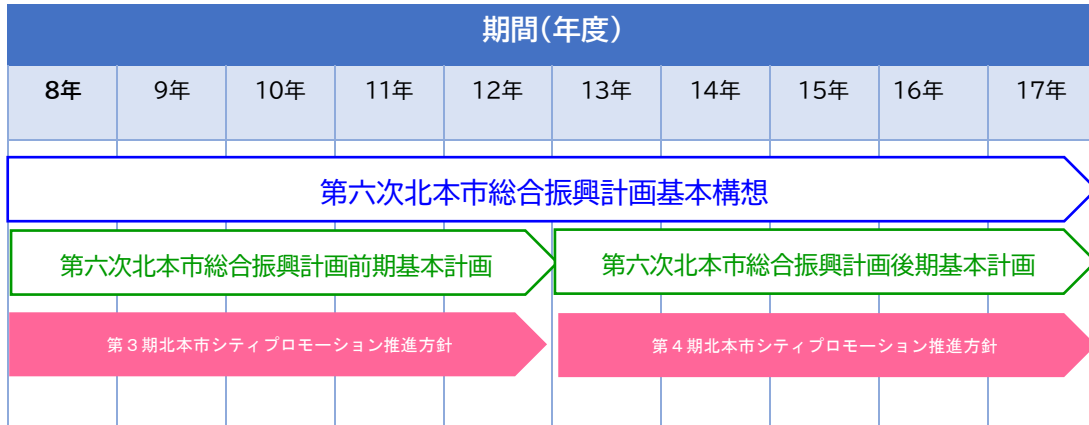 期間(年度)
8年 9年 10年 11年 12年 13年 14年 15年 16年 17年
第六次北本市総合振興計画基本構想
第六次北本市総合振興計画前期基本計画 第六次北本市総合振興計画後期基本計画
第３期北本市シティプロモーション推進方針 第４期北本市シティプロモーション推進方針